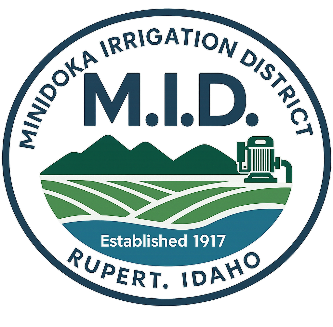 MINIDOKA IRRIGATION DISTRICT
M.I.D.
Established 1917
RUPERT. IDAHO